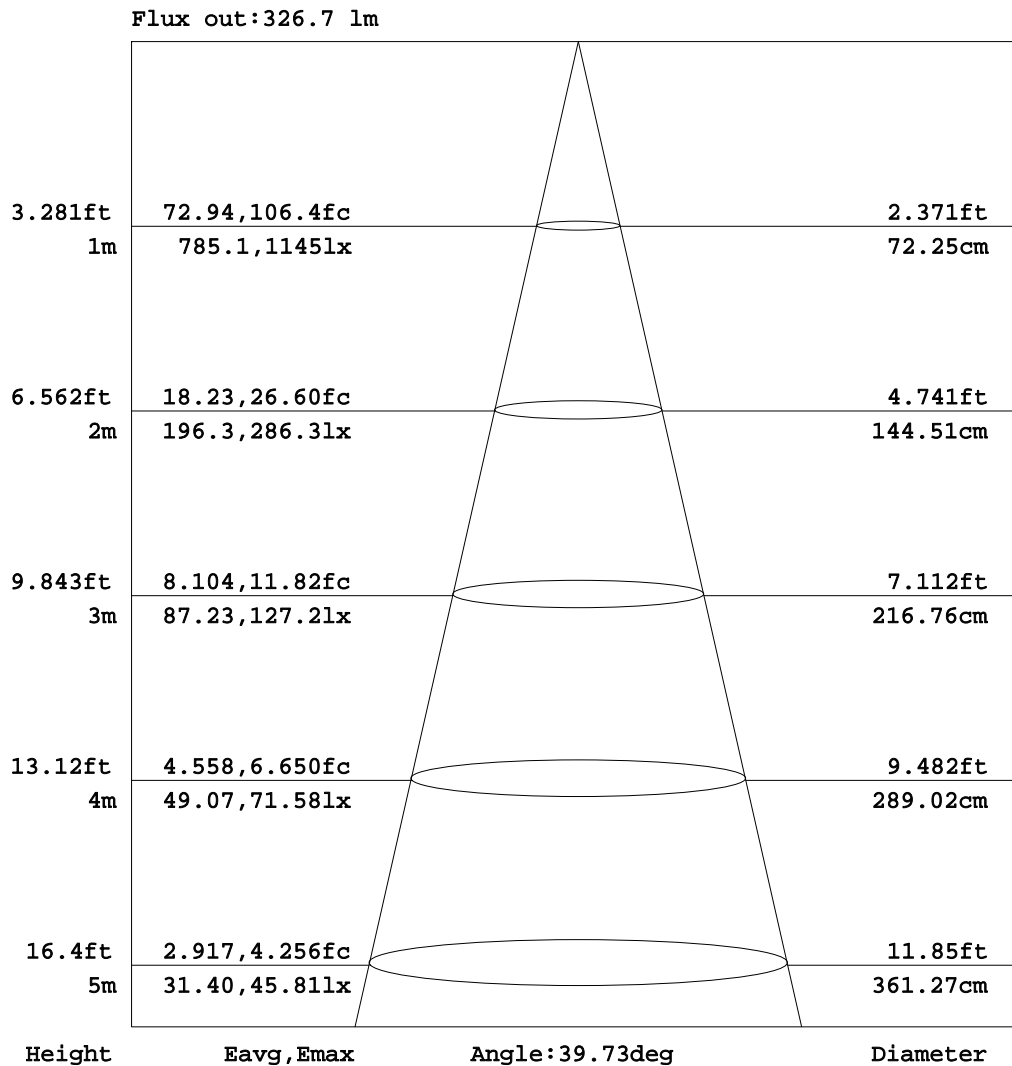 Flux out:326.7 lm
3.281ft 72.94,106.4fc 2.371ft
1m 785.1,1145lx 72.25cm
6.562ft 18.23,26.60fc 4.741ft
2m 196.3,286.3lx 144.51cm
9.843ft 8.104,11.82fc 7.112ft
3m 87.23,127.2lx 216.76cm
13.12ft 4.558,6.650fc 9.482ft
4m 49.07,71.58lx 289.02cm
16.4ft 2.917,4.256fc 11.85ft
5m 31.40,45.81lx 361.27cm
Height Eavg,Emax Angle:39.73deg Diameter